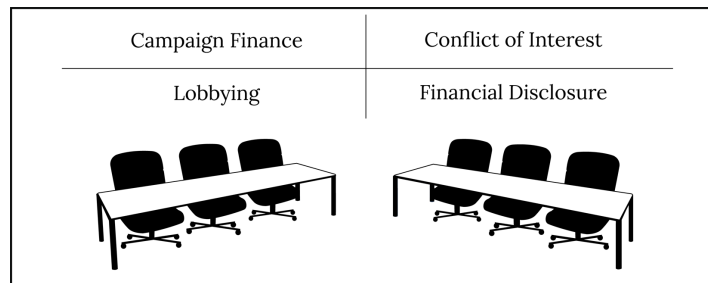 Campaign Finance
Conflict of Interest
Lobbying
Financial Disclosure